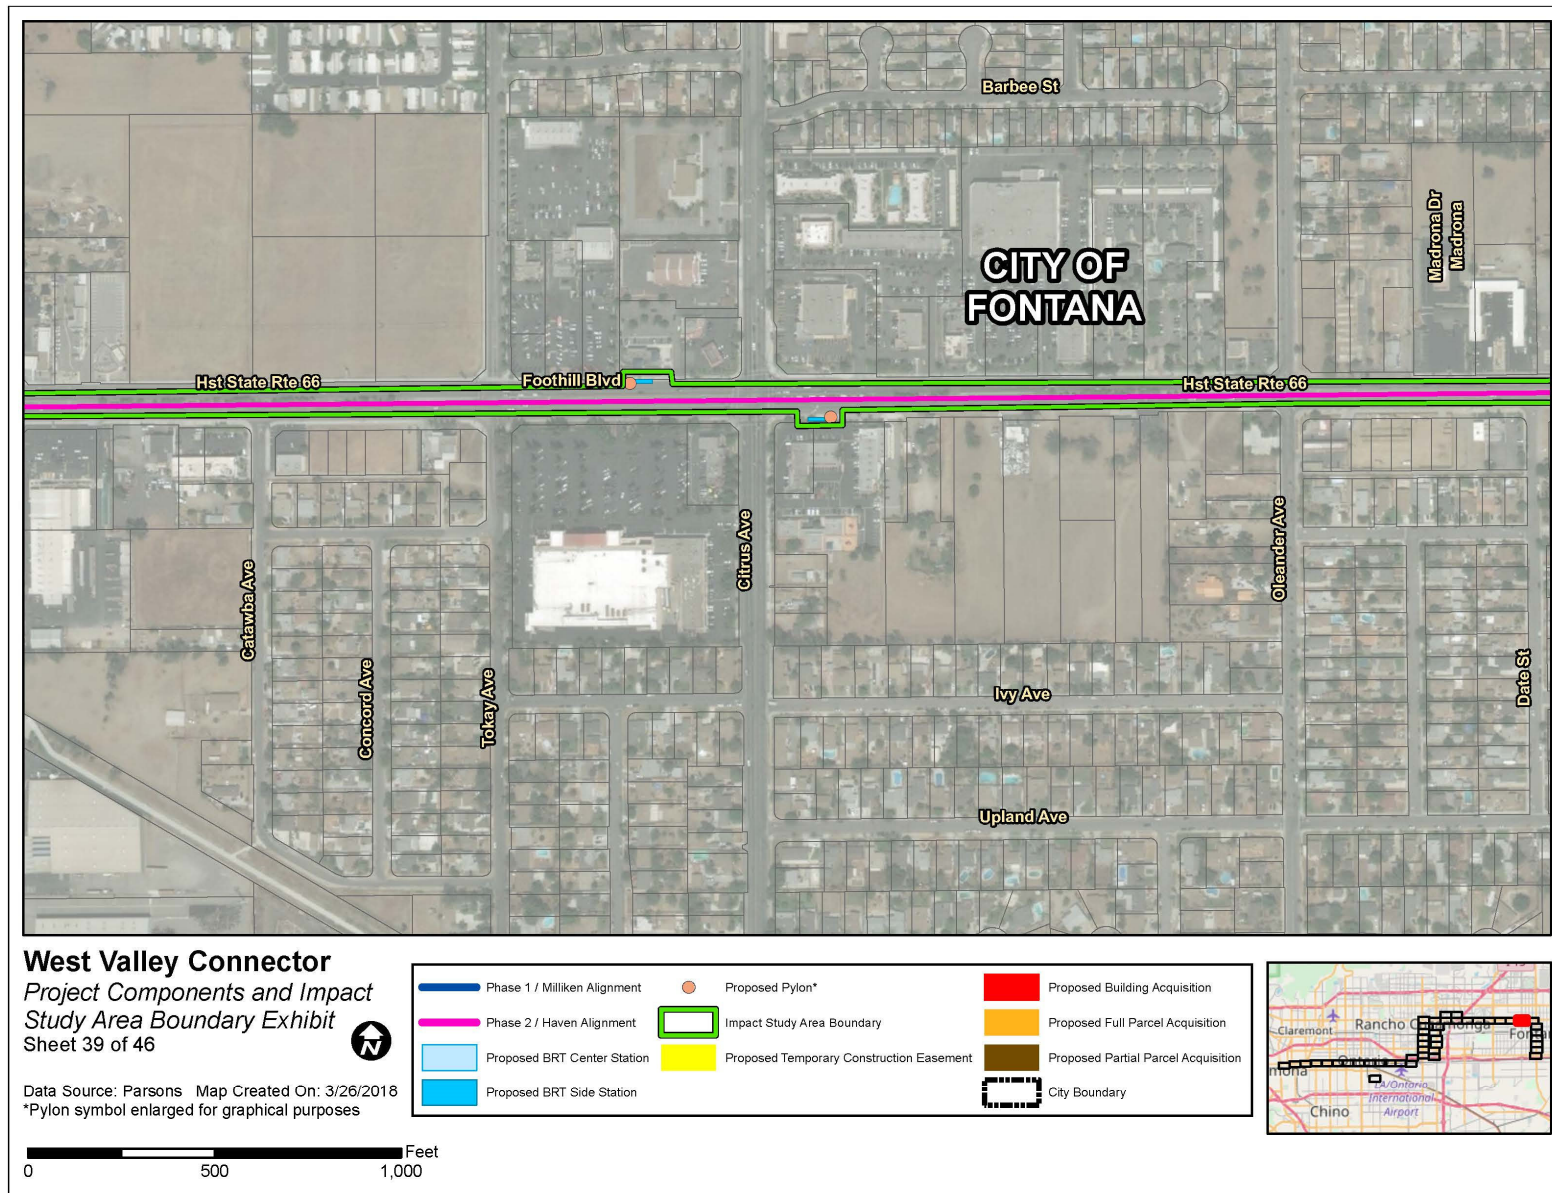 Barbee St
Madrona Dr
Madrona
CITY OF
FONTANA
Hst State Rte 66
Foothill Blvd
Hst State Rte 66
Catawba Ave
Concord Ave
Tokay Ave
Citrus Ave
Oleander Ave
Date St
Ivy Ave
Upland Ave
West Valley Connector
Project Components and Impact
Study Area Boundary Exhibit
Sheet 39 of 46
N
Data Source: Parsons Map Created On: 3/26/2018
*Pylon symbol enlarged for graphical purposes
Feet
0 500 1,000
Phase 1 / Milliken Alignment
Phase 2 / Haven Alignment
Proposed BRT Center Station
Proposed BRT Side Station
Proposed Pylon*
Impact Study Area Boundary
Proposed Temporary Construction Easement
Proposed Building Acquisition
Proposed Full Parcel Acquisition
Proposed Partial Parcel Acquisition
City Boundary
Claremont
Rancho
Ontario
LA/Ontario
International
Airport
Chino